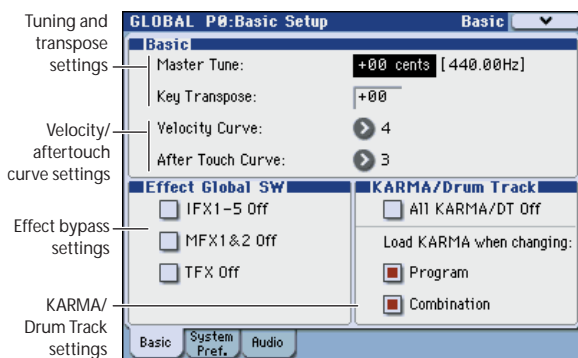 Tuning and
transpose
settings
Velocity/
aftertouch
curve settings
Effect bypass
settings
KARMA/
Drum Track
settings
GLOBAL P0:Basic Setup Basic
Basic
Master Tune: +00 cents [440.00Hz]
Key Transpose: +00
Velocity Curve: 4
After Touch Curve: 3
Effect Global SW
IFX1-5 Off
MFX1&2 Off
TFX Off
KARMA/Drum Track
All KARMA/DT Off
Load KARMA when changing:
Program
Combination
Basic
System
Pref.
Audio